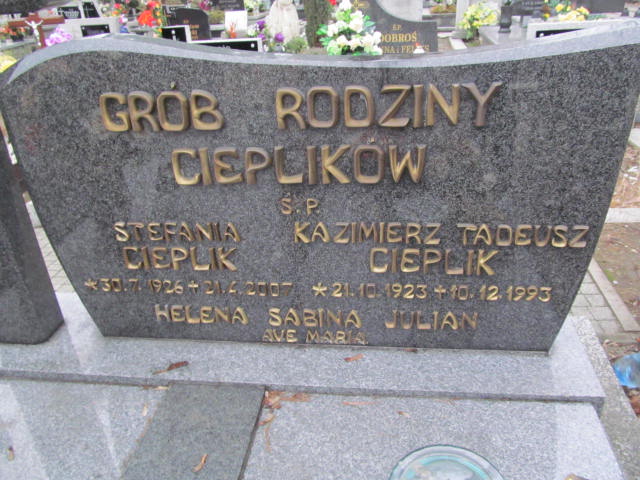 Ś.P.
DOBROŚ
GRÓB RODZINY
CIEPLIKÓW
Ś.P.
STEFANIA KAZIMIERZ TADEUSZ
CIEPLIK CIEPLIK
*30.7.1926+21.4.2007 *21.10.1923+10.12.1993
HELENA SABINA JULIAN
AVE MARIA